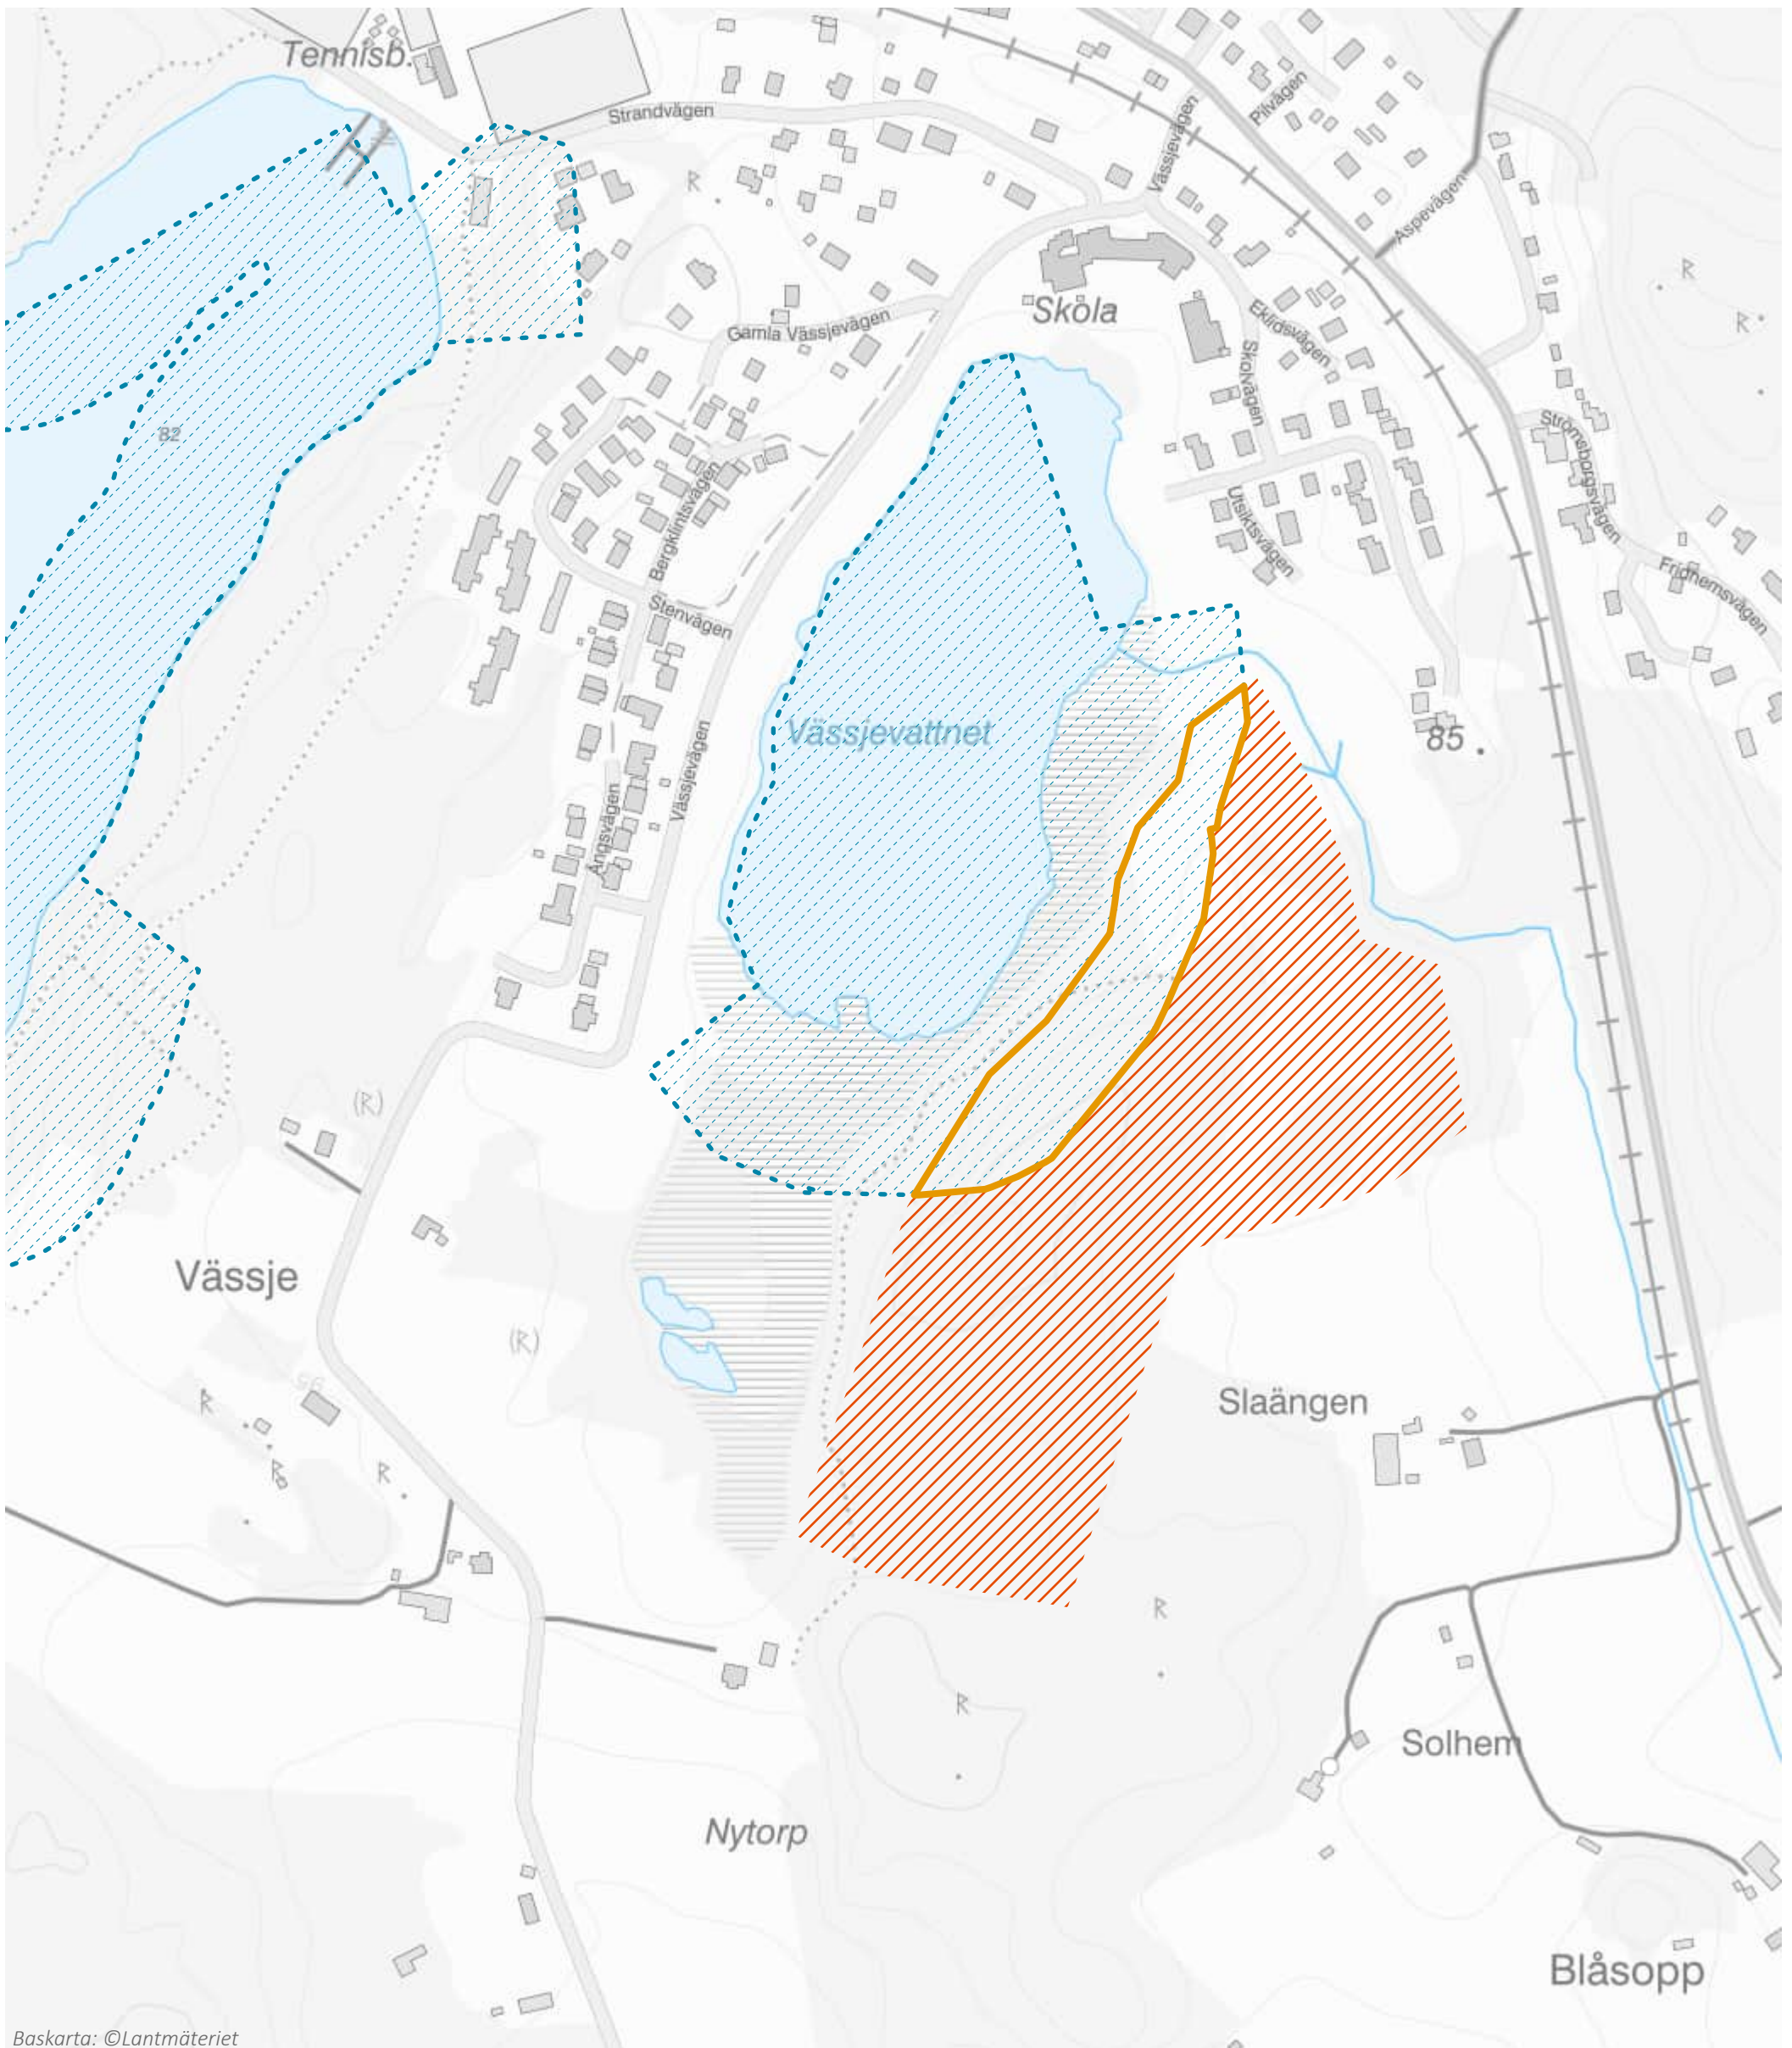 Tennisb.
Strandvägen
Pilvägen
Vässjevägen
Aspevägen
R
R
R
Skola
Gamla Vässjevägen
Eklidsvägen
Skolvägen
82
Strömsborgsvägen
Bergklintsvägen
Utsiktsvägen
Fridhemsvägen
Stenvägen
Vässjevattnet
85
Vässjevägen
Ängsvägen
(R)
Vässje
(R)
Slaängen
R
R
R
R
R
Solhem
Nytorp
Blåsopp
Baskarta: ©Lantmäteriet